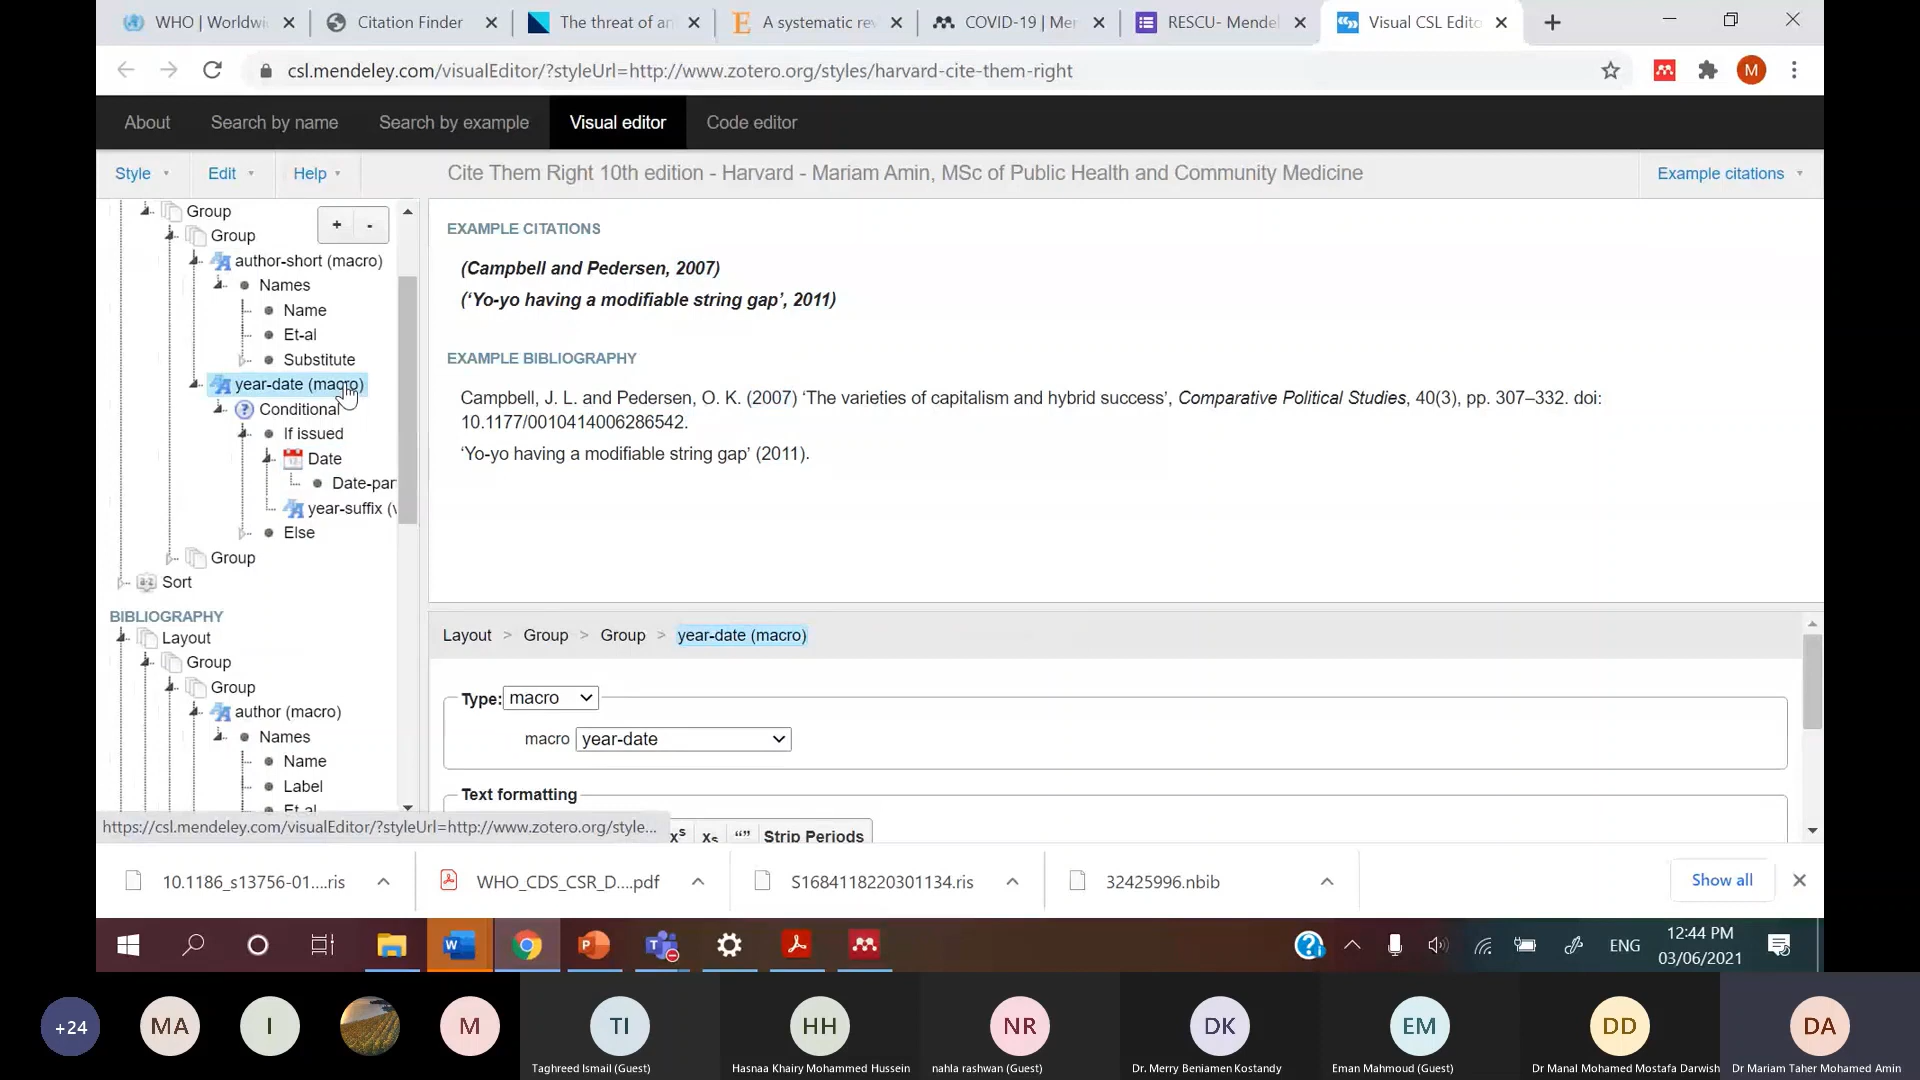 WHO | Worldwi
Citation Finder
The threat of an
A systematic rev
COVID-19 | Men
RESCU- Mendel
Visual CSL Edito
csl.mendeley.com/visualEditor/?styleUrl=http://www.zotero.org/styles/harvard-cite-them-right
M
About
Search by name
Search by example
Visual editor
Code editor
Style
Edit
Help
Cite Them Right 10th edition - Harvard - Mariam Amin, MSc of Public Health and Community Medicine
Example citations
Group
+ -
Group
author-short (macro)
Names
Name
Et-al
Substitute
year-date (macro)
Conditional
If issued
Date
Date-par
year-suffix (v
Else
Group
Sort
BIBLIOGRAPHY
Layout
Group
Group
author (macro)
Names
Name
Label
Et-al
EXAMPLE CITATIONS
(Campbell and Pedersen, 2007)
(‘Yo-yo having a modifiable string gap’, 2011)
EXAMPLE BIBLIOGRAPHY
Campbell, J. L. and Pedersen, O. K. (2007) ‘The varieties of capitalism and hybrid success’, Comparative Political Studies, 40(3), pp. 307–332. doi:
10.1177/0010414006286542.
‘Yo-yo having a modifiable string gap’ (2011).
Layout > Group > Group > year-date (macro)
Type: macro
macro year-date
Text formatting
xs xs “” Strip Periods
https://csl.mendeley.com/visualEditor/?styleUrl=http://www.zotero.org/style...
10.1186_s13756-01....ris
WHO_CDS_CSR_D....pdf
S1684118220301134.ris
32425996.nbib
Show all
ENG
12:44 PM
03/06/2021
+24
MA
I
M
TI
Taghreed Ismail (Guest)
HH
Hasnaa Khairy Mohammed Hussein
NR
nahla rashwan (Guest)
DK
Dr. Merry Beniamen Kostandy
EM
Eman Mahmoud (Guest)
DD
Dr Manal Mohamed Mostafa Darwish
DA
Dr Mariam Taher Mohamed Amin